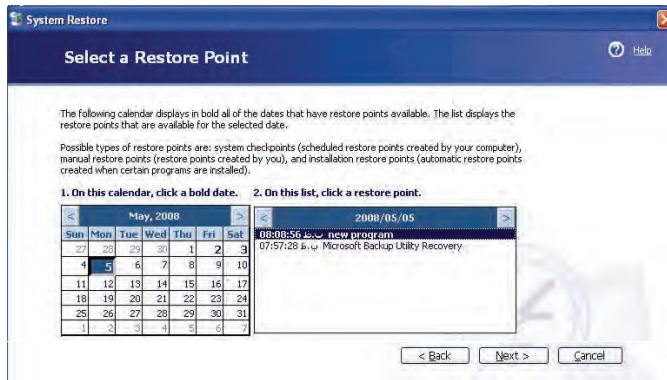 System Restore
Select a Restore Point
Help
The following calendar displays in bold all of the dates that have restore points available. The list displays the
restore points that are available for the selected date.
Possible types of restore points are: system checkpoints (scheduled restore points created by your computer),
manual restore points (restore points created by you), and installation restore points (automatic restore points
created when certain programs are installed).
1. On this calendar, click a bold date. 2. On this list, click a restore point.
< May, 2008 > < 2008/05/05 >
Sun Mon Tue Wed Thu Fri Sat
27 28 29 30 1 2 3
4 5 6 7 8 9 10
11 12 13 14 15 16 17
18 19 20 21 22 23 24
25 26 27 28 29 30 31
1 2 3 4 5 6 7
08:08:56 ب.ظ new program
07:57:28 ب.ظ Microsoft Backup Utility Recovery
< Back Next > Cancel